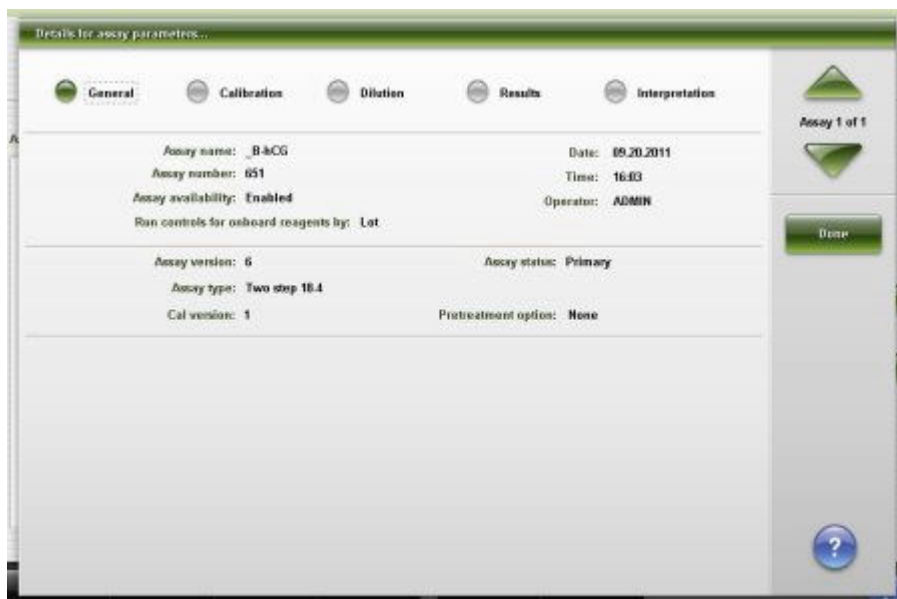 Details for assay parameters...
General Calibration Dilution Results Interpretation
Assay 1 of 1
Assay name: _B-hCG Date: 09.20.2011
Assay number: 651 Time: 16:03
Assay availability: Enabled Operator: ADMIN
Run controls for onboard reagents by: Lot
Done
Assay version: 6 Assay status: Primary
Assay type: Two step 18.4
Cal version: 1 Pretreatment option: None
?